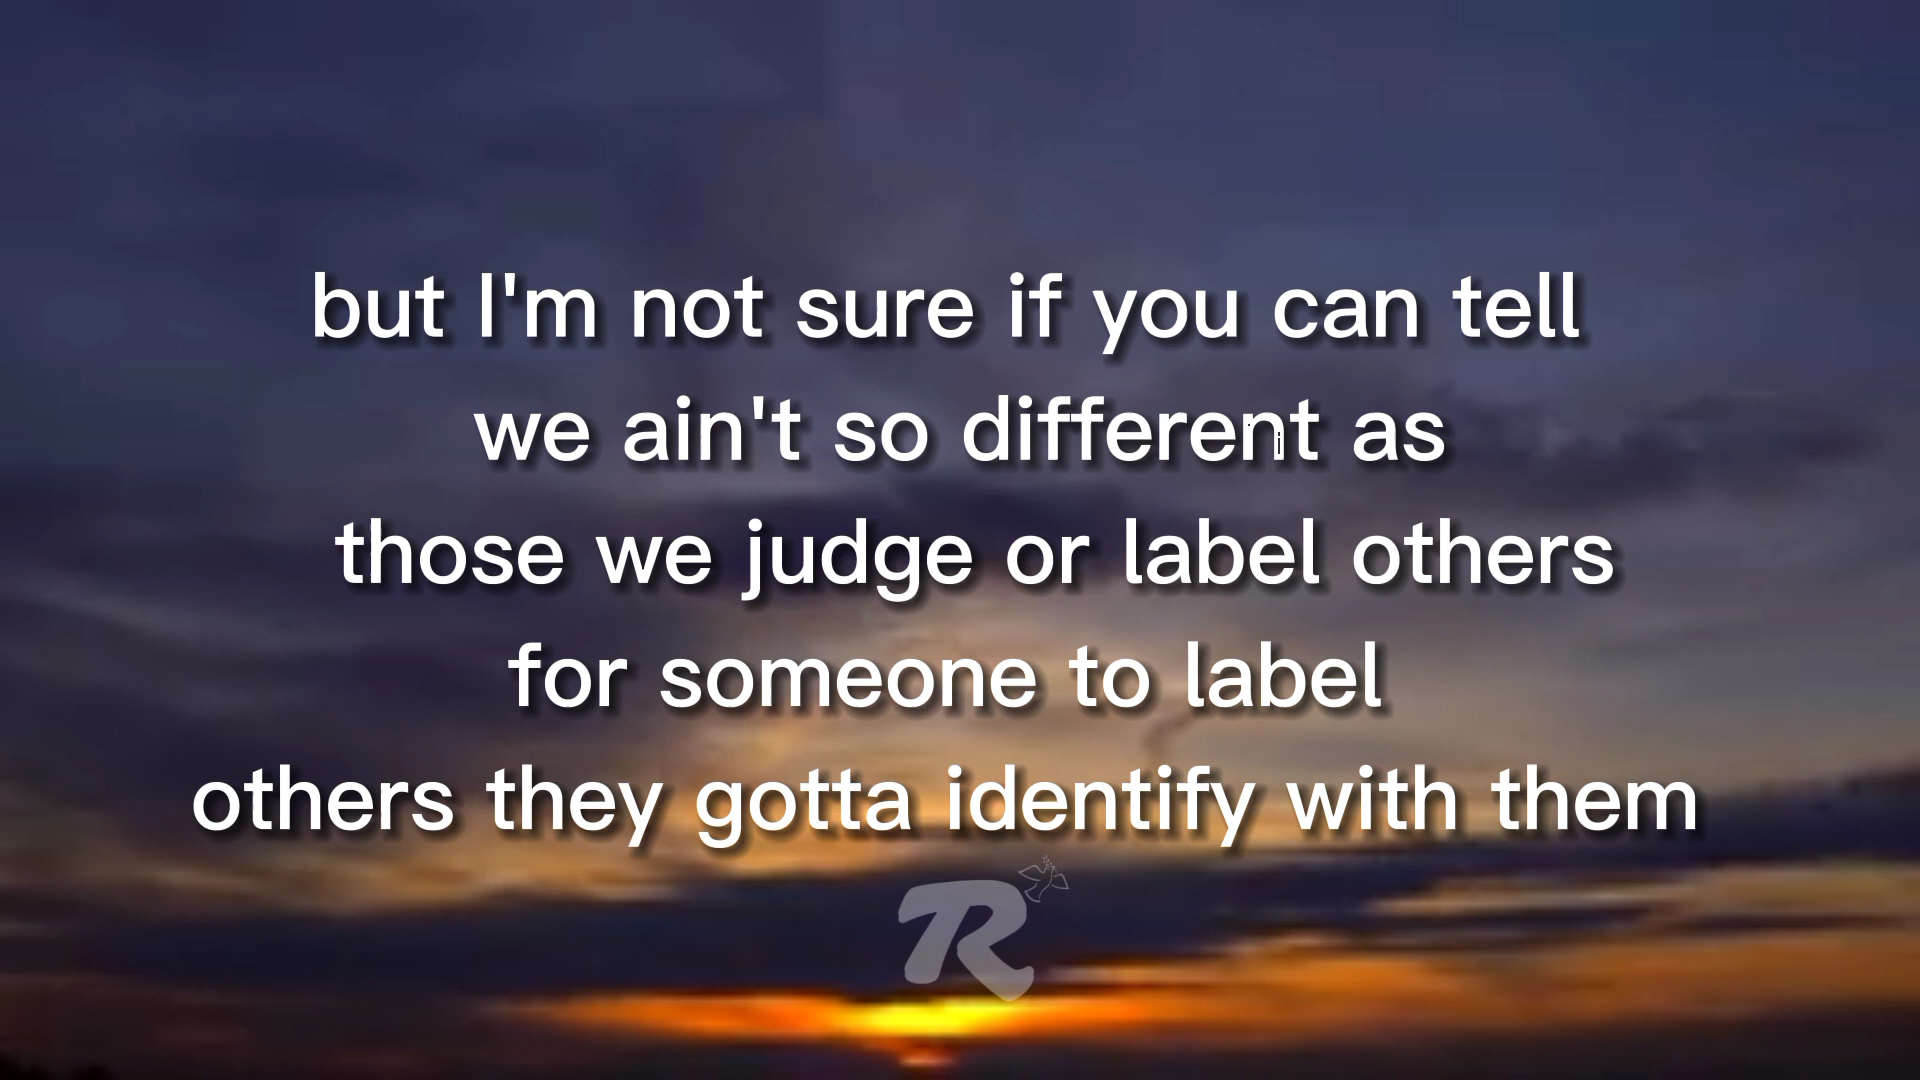 but I'm not sure if you can tell
we ain't so different as
those we judge or label others
for someone to label
others they gotta identify with them
R